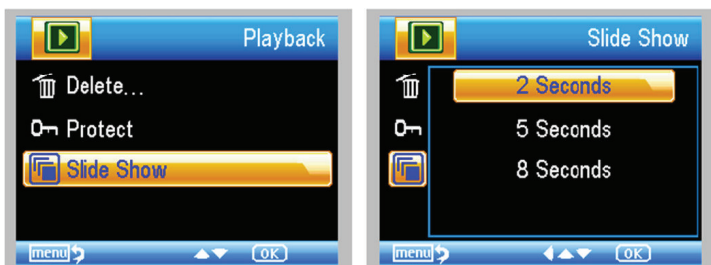 Playback
Delete...
Protect
Slide Show
menu OK
Slide Show
2 Seconds
5 Seconds
8 Seconds
menu OK